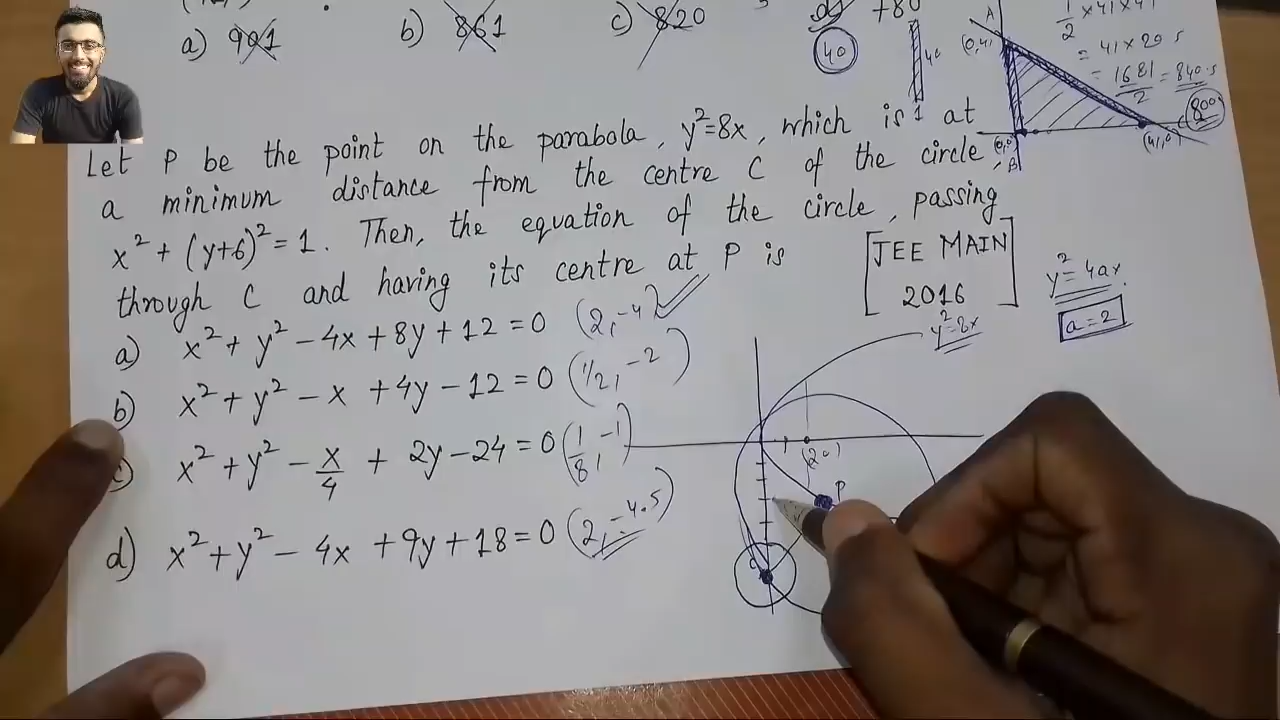 a) 901 b) 861 c) 820 d) +80
40
40
1
A
(0,41)
B
1/2 × 41 × 41
= 41 × 20.5
= 1681/2 = 840.5
800
Let P be the point on the parabola, y²=8x, which is at
a minimum distance from the centre C of the circle,
x² + (y+6)² = 1. Then, the equation of the circle, passing
through C and having its centre at P is
[JEE MAIN
2016]
y² = 4ax.
a = 2
a) x² + y² − 4x + 8y + 12 = 0 (2, −4)
b) x² + y² − x + 4y − 12 = 0 (1/2, −2)
c) x² + y² − x/4 + 2y − 24 = 0 (1/8, −1)
d) x² + y² − 4x + 9y + 18 = 0 (2, −4.5)
y²=8x
(2,0)
P
C